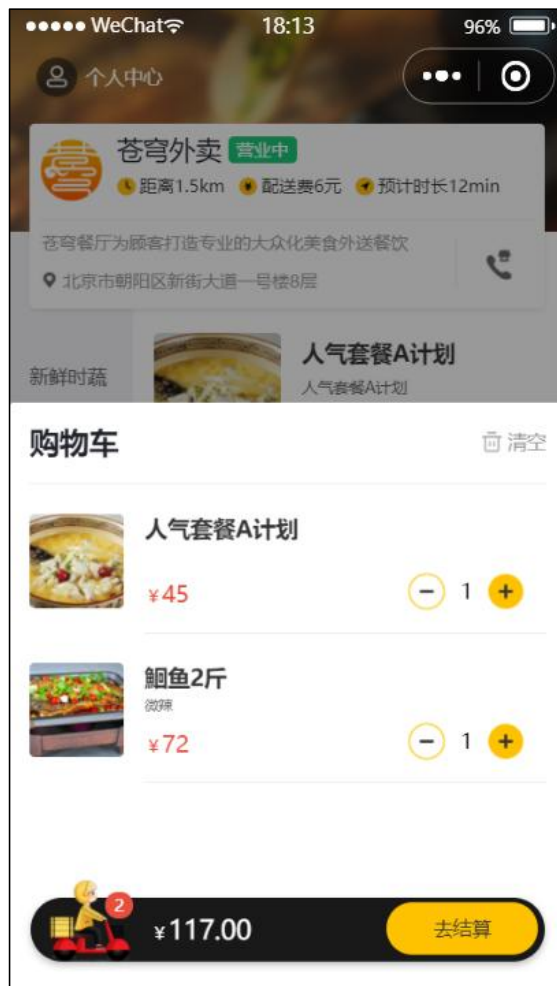 ●●●●● WeChat 18:13 96%
个人中心
苍穹外卖 营业中
距离1.5km 配送费6元 预计时长12min
苍穹餐厅为顾客打造专业的大众化美食外送餐饮
北京市朝阳区新街大道一号楼8层
新鲜时蔬
人气套餐A计划
人气套餐A计划
购物车 清空
人气套餐A计划
¥45 1
鮰鱼2斤
微辣
¥72 1
2
¥117.00 去结算